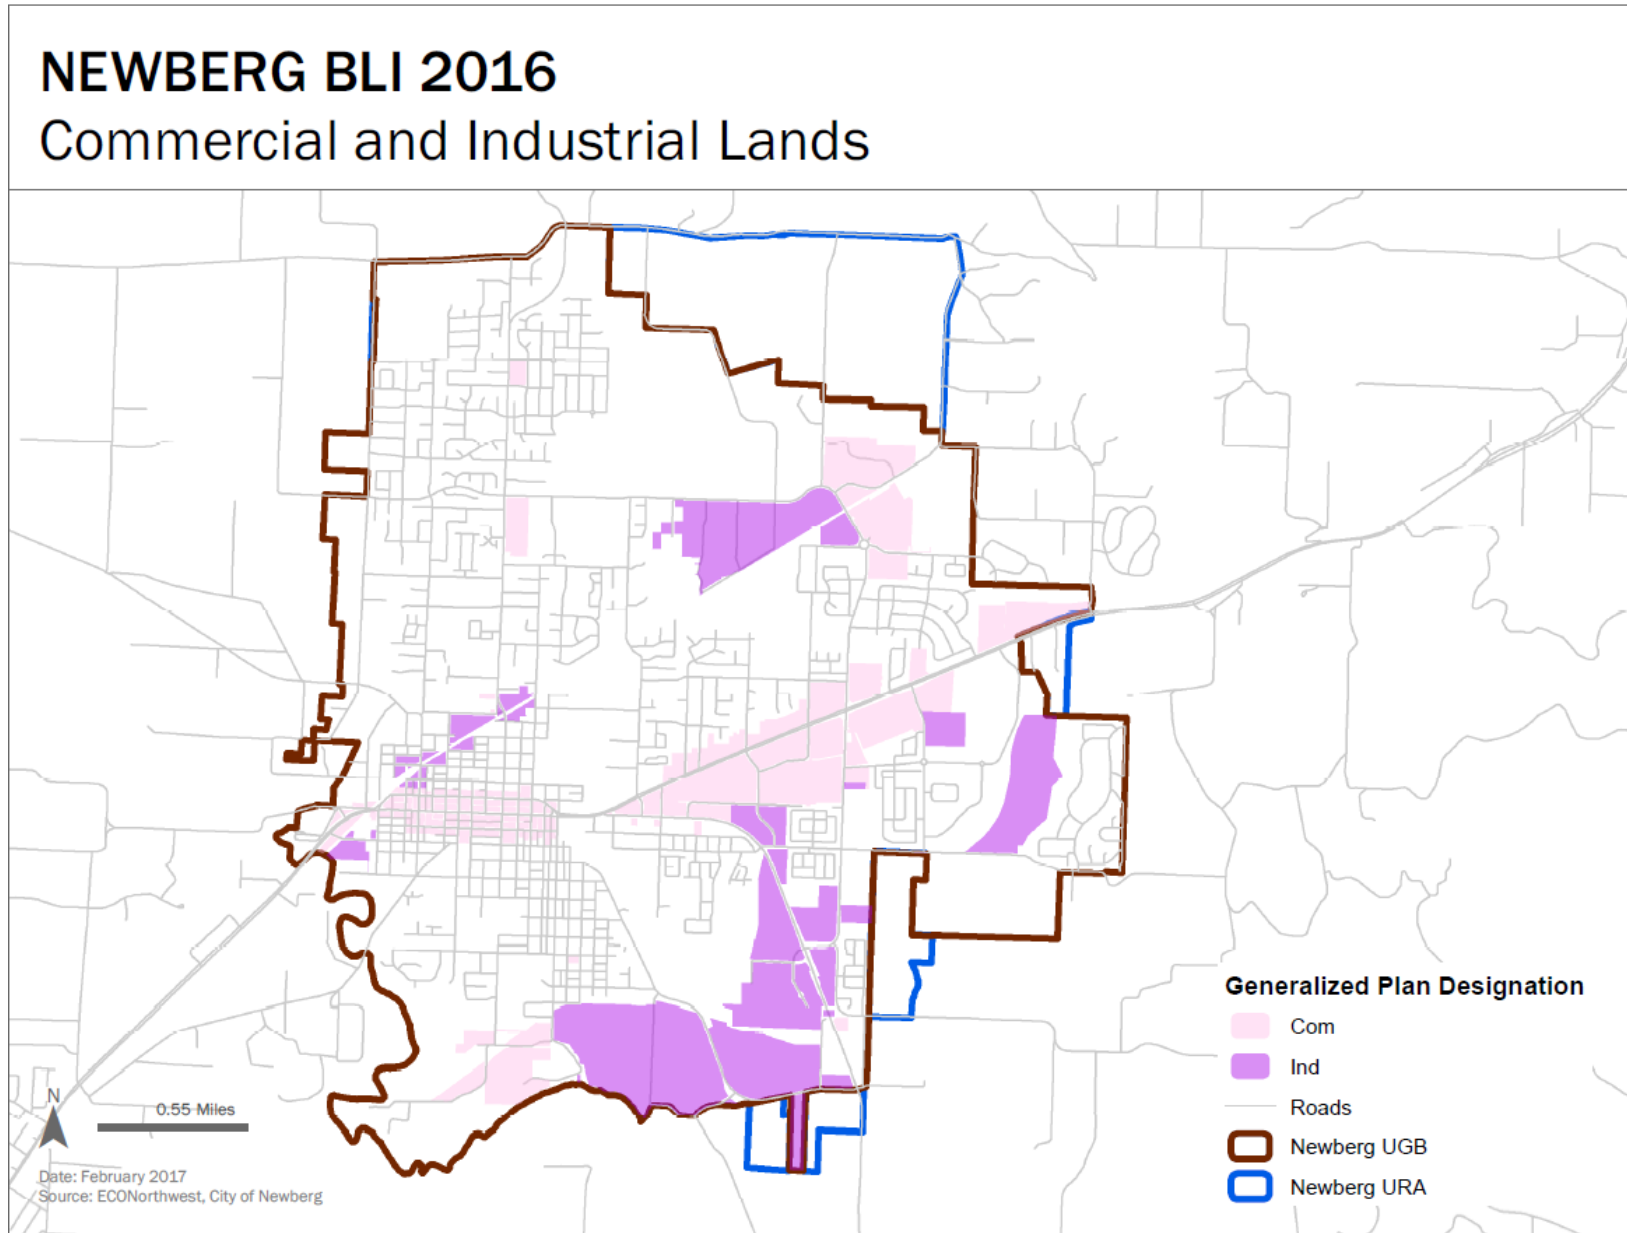 NEWBERG BLI 2016
Commercial and Industrial Lands
Generalized Plan Designation
Com
Ind
Roads
Newberg UGB
Newberg URA
N
0.55 Miles
Date: February 2017
Source: ECONorthwest, City of Newberg